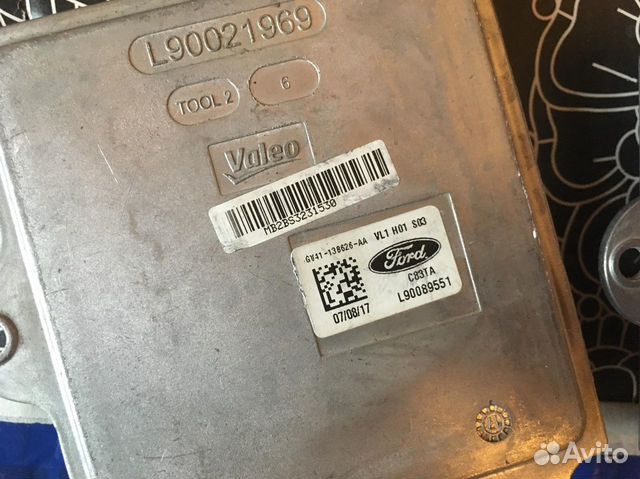 L90021969
TOOL 2 6
Valeo
MB2BS3231530
GV41-13B626-AA VL1 H01 S03
Ford
C83TA
07/08/17 L90089551
Avito